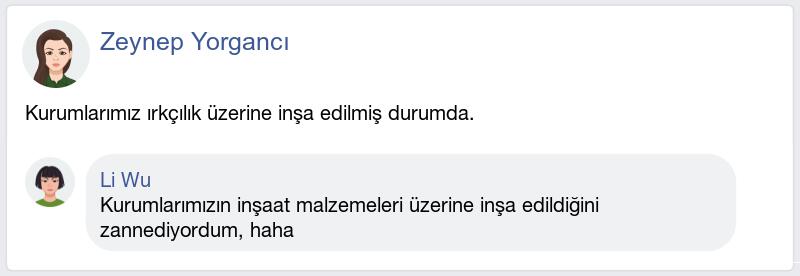 Zeynep Yorgancı
Kurumlarımız ırkçılık üzerine inşa edilmiş durumda.
Li Wu
Kurumlarımızın inşaat malzemeleri üzerine inşa edildiğini
zannediyordum, haha